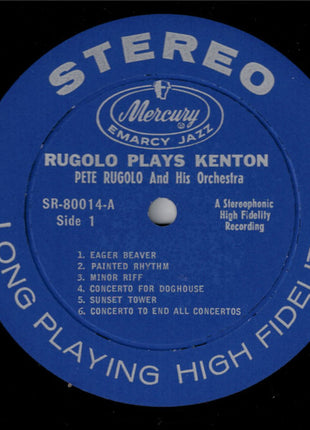 STEREO
Mercury
EMARCY JAZZ
RUGOLO PLAYS KENTON
PETE RUGOLO And His Orchestra
SR-80014-A
Side 1
A Stereophonic
High Fidelity
Recording
1. EAGER BEAVER
2. PAINTED RHYTHM
3. MINOR RIFF
4. CONCERTO FOR DOGHOUSE
5. SUNSET TOWER
6. CONCERTO TO END ALL CONCERTOS
LONG PLAYING HIGH FIDELI